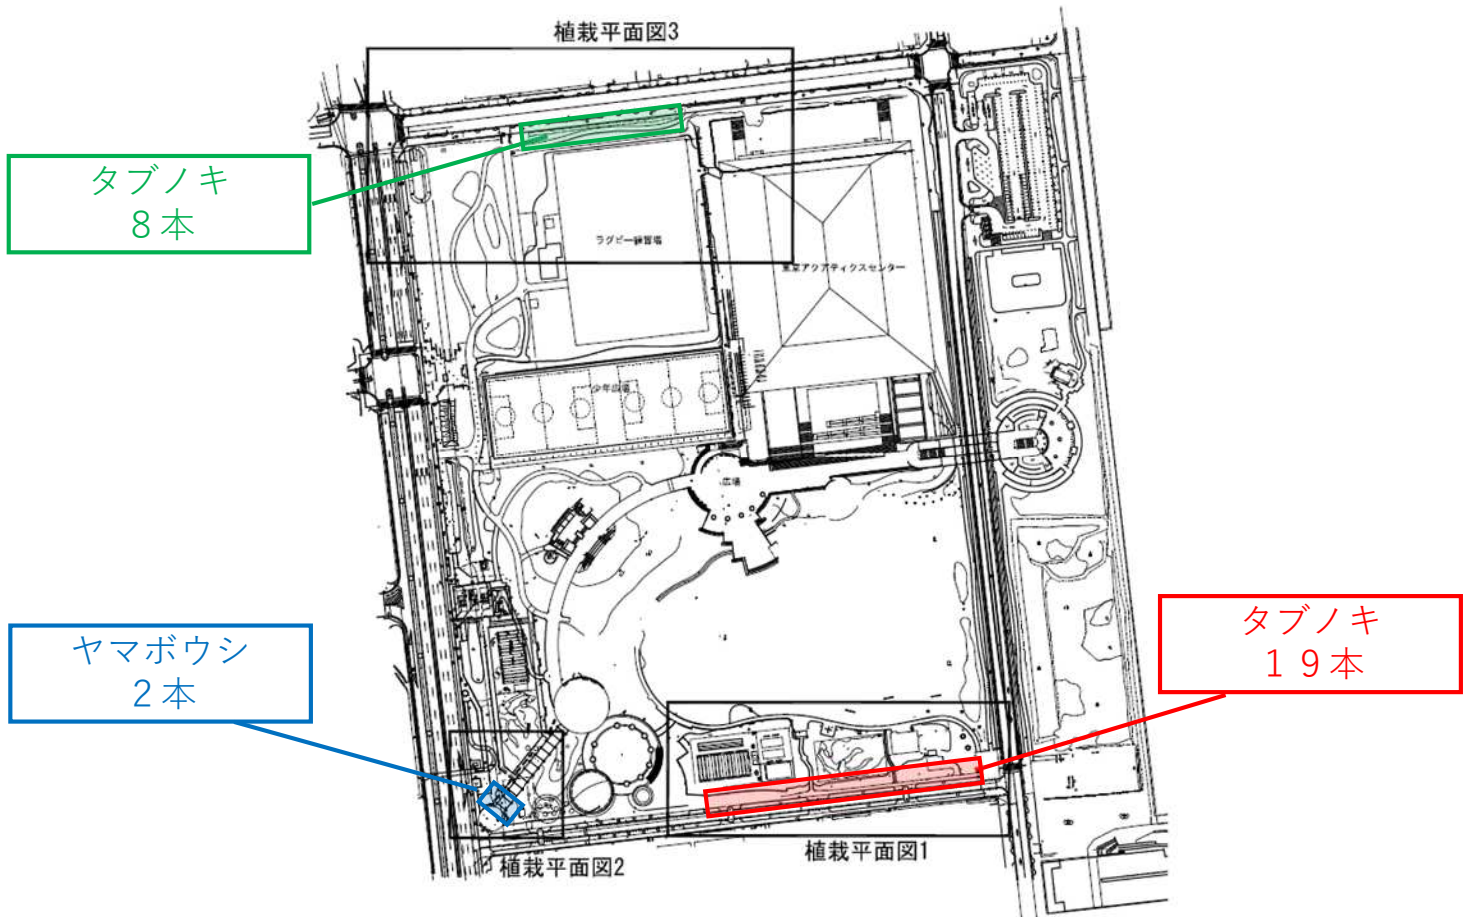 植栽平面図3
タブノキ
8本
ラグビー練習場
東京アクアティクスセンター
少年広場
広場
ヤマボウシ
2本
タブノキ
19本
植栽平面図2
植栽平面図1